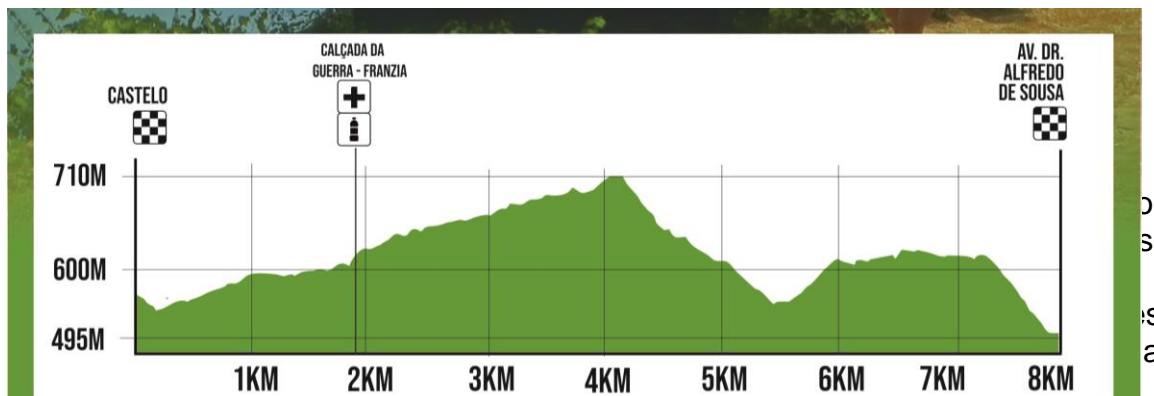 CALÇADA DA
GUERRA - FRANZIA
CASTELO
AV. DR.
ALFREDO
DE SOUSA
710M
600M
495M
1KM 2KM 3KM 4KM 5KM 6KM 7KM 8KM